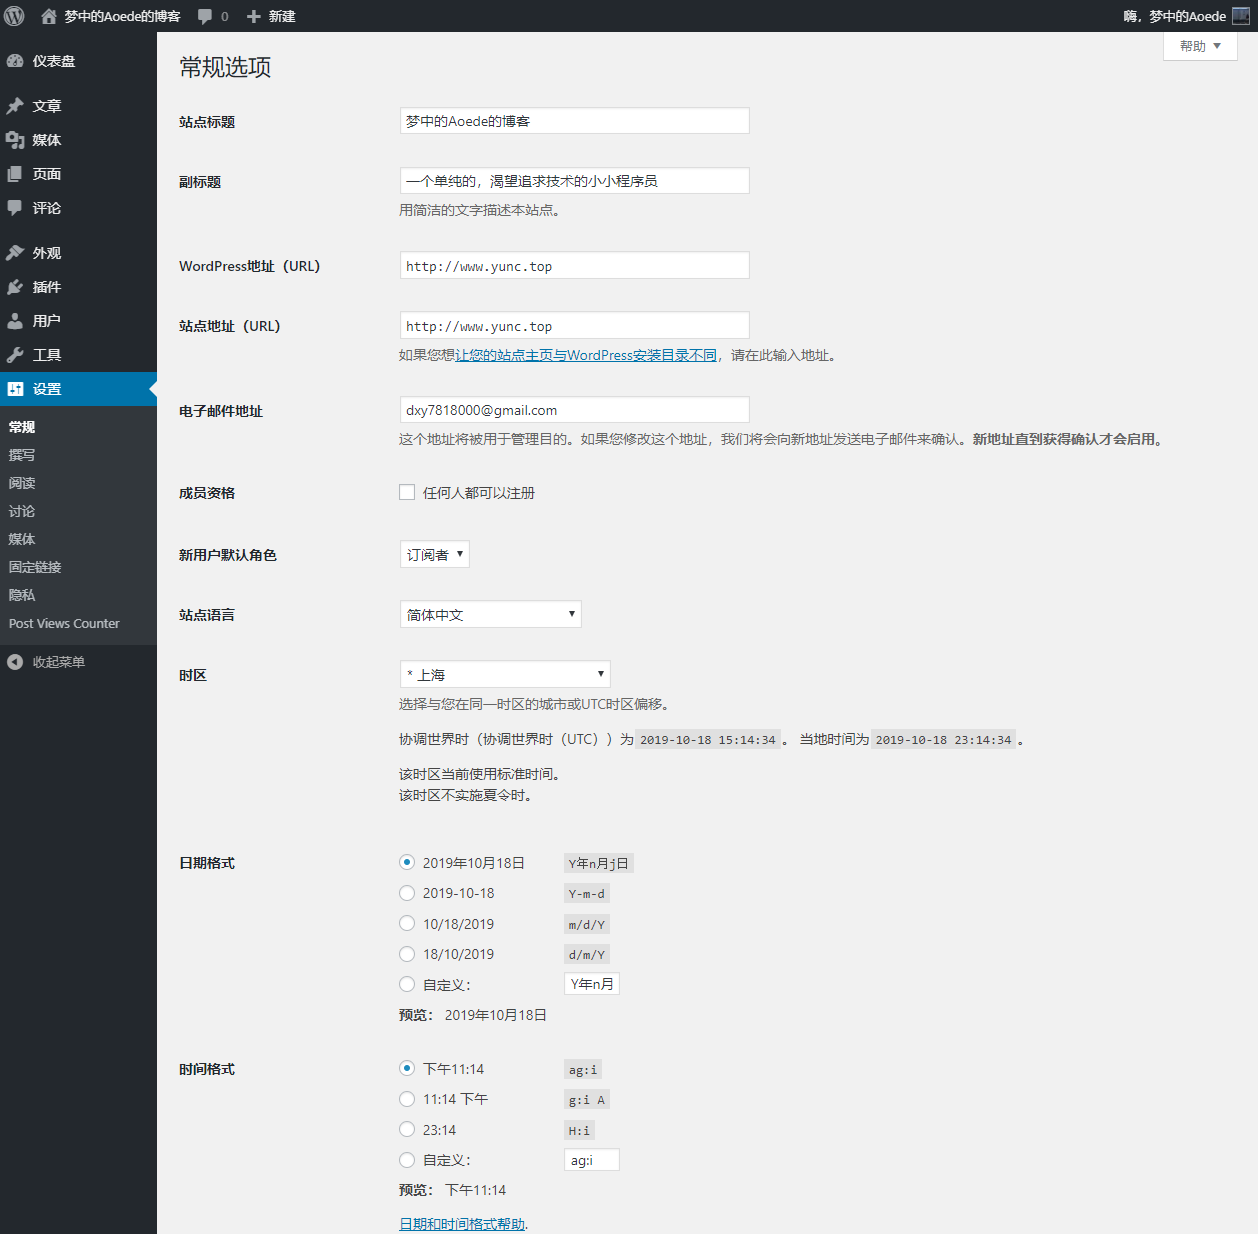 梦中的Aoede的博客 0 新建 嗨，梦中的Aoede
帮助
仪表盘
文章
媒体
页面
评论
外观
插件
用户
工具
设置
常规
撰写
阅读
讨论
媒体
固定链接
隐私
Post Views Counter
收起菜单
常规选项
站点标题 梦中的Aoede的博客
副标题 一个单纯的，渴望追求技术的小小程序员
用简洁的文字描述本站点。
WordPress地址（URL） http://www.yunc.top
站点地址（URL） http://www.yunc.top
如果您想让您的站点主页与WordPress安装目录不同，请在此输入地址。
电子邮件地址 dxy7818000@gmail.com
这个地址将被用于管理目的。如果您修改这个地址，我们将会向新地址发送电子邮件来确认。新地址直到获得确认才会启用。
成员资格 任何人都可以注册
新用户默认角色 订阅者
站点语言 简体中文
时区 * 上海
选择与您在同一时区的城市或UTC时区偏移。
协调世界时（协调世界时（UTC））为 2019-10-18 15:14:34 。 当地时间为 2019-10-18 23:14:34 。
该时区当前使用标准时间。
该时区不实施夏令时。
日期格式 2019年10月18日 Y年n月j日
2019-10-18 Y-m-d
10/18/2019 m/d/Y
18/10/2019 d/m/Y
自定义： Y年n月
预览： 2019年10月18日
时间格式 下午11:14 ag:i
11:14 下午 g:i A
23:14 H:i
自定义： ag:i
预览： 下午11:14
日期和时间格式帮助.